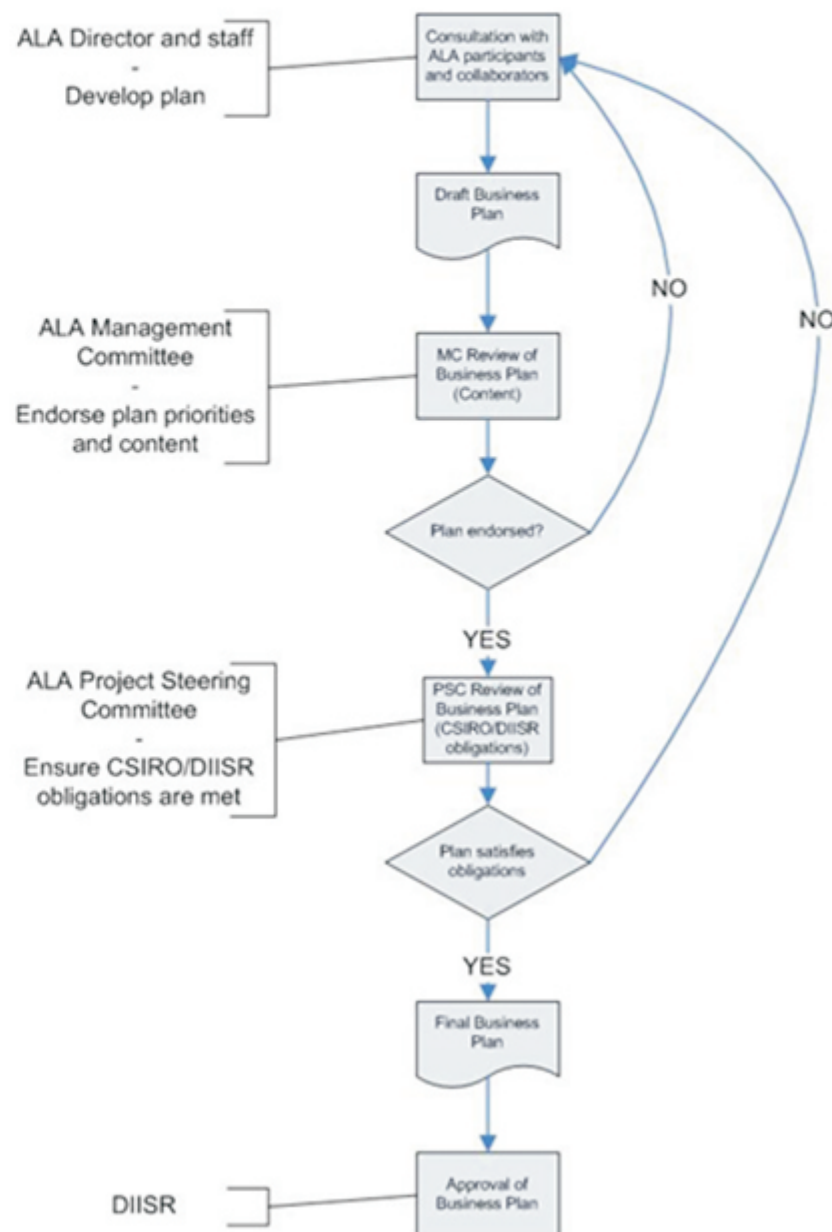 ALA Director and staff
-
Develop plan
Consultation with
ALA participants
and collaborators
Draft Business
Plan
NO
NO
ALA Management
Committee
-
Endorse plan priorities
and content
MC Review of
Business Plan
(Content)
Plan endorsed?
YES
ALA Project Steering
Committee
-
Ensure CSIRO/DIISR
obligations are met
PSC Review of
Business Plan
(CSIRO/DIISR
obligations)
Plan satisfies
obligations
YES
Final Business
Plan
DIISR
Approval of
Business Plan